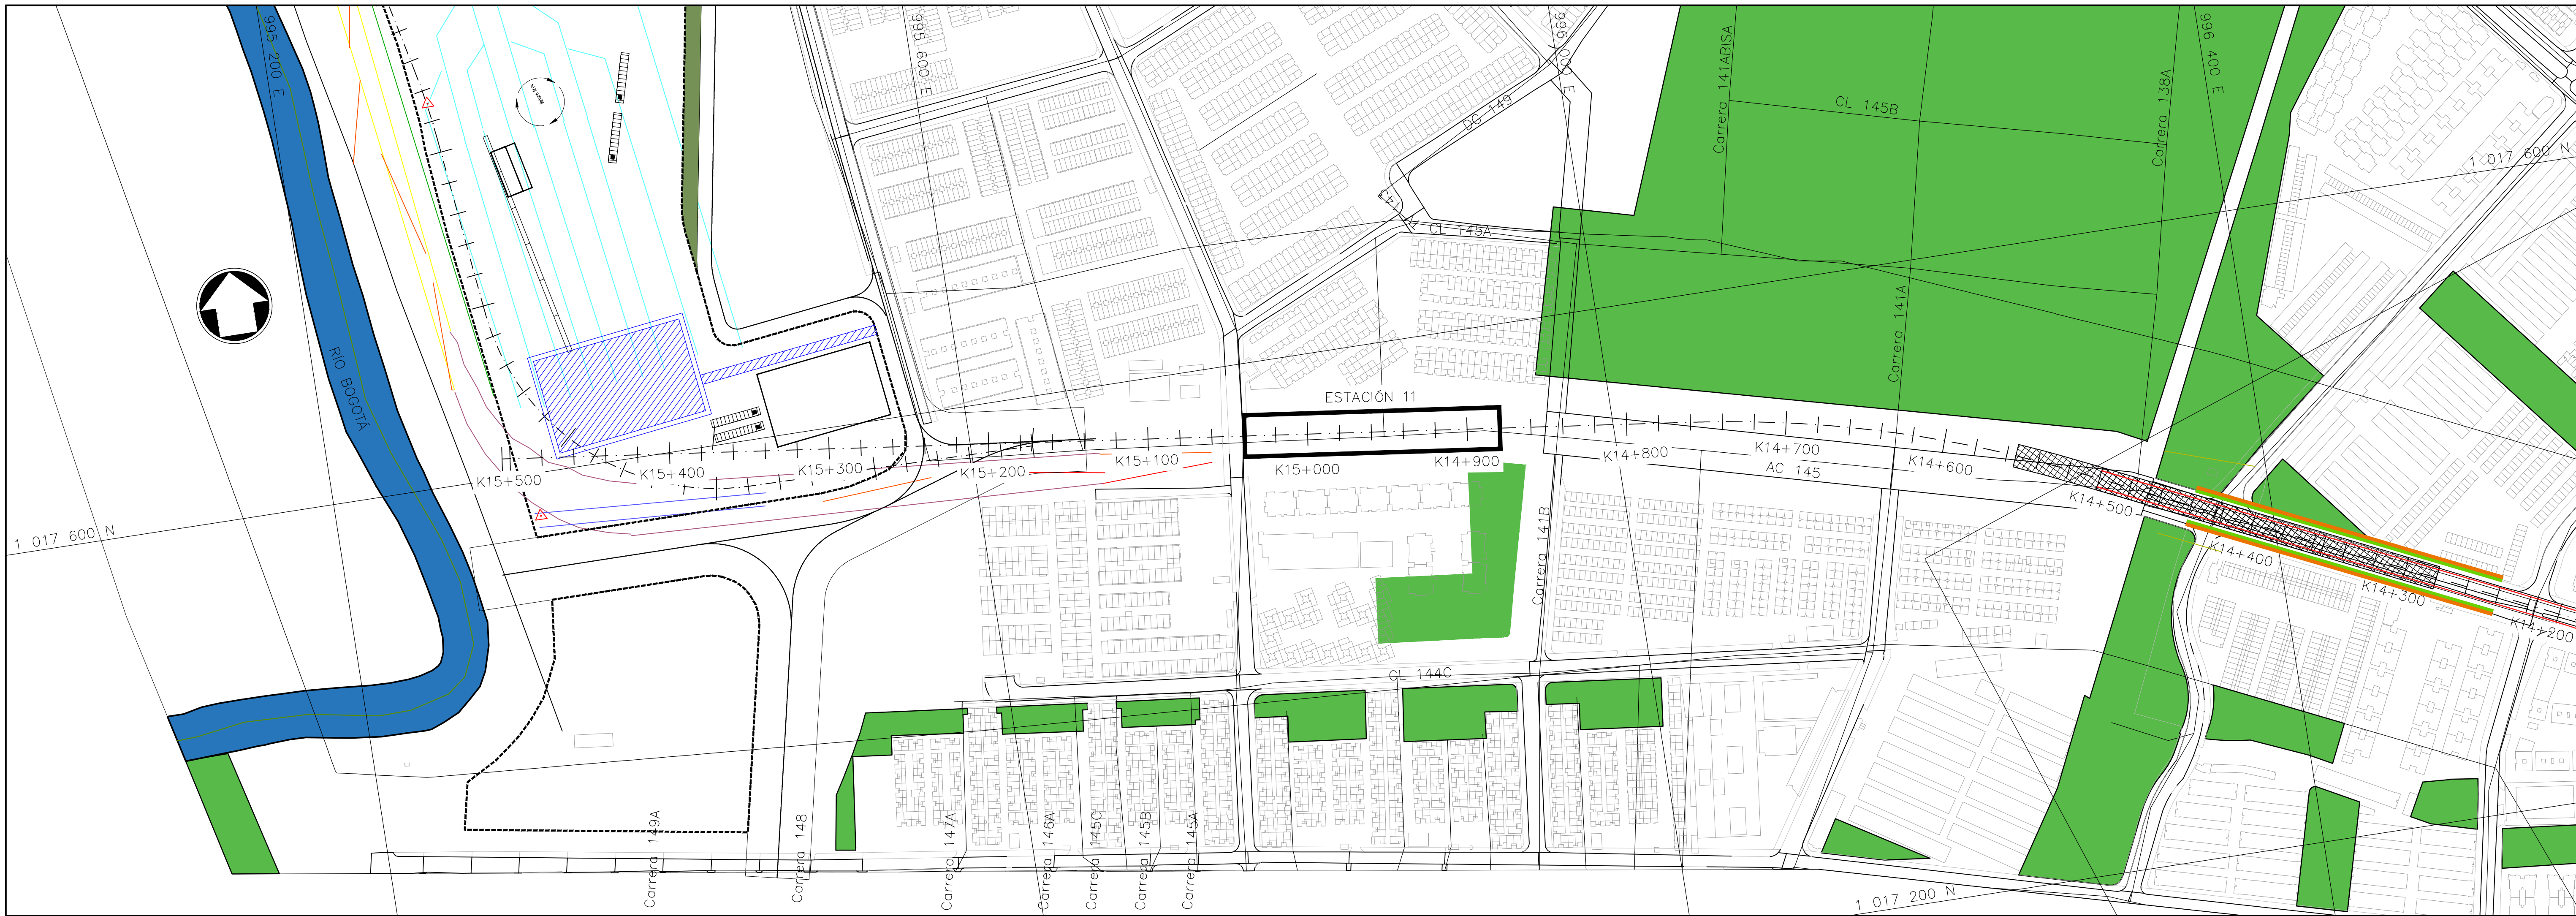 995 200 E
995 600 E
996 000 E
996 400 E
Carrera 141ABISA
Carrera 138A
CL 145B
DG 149
1 017 600 N
CL 145A
Carrera 141A
RÍO BOGOTÁ
ESTACIÓN 11
K15+500
K15+400
K15+300
K15+200
K15+100
K15+000
K14+900
K14+800
K14+700
K14+600
K14+500
K14+400
K14+300
K14+200
AC 145
1 017 600 N
Carrera 141B
CL 144C
Carrera 149A
Carrera 148
Carrera 147A
Carrera 146A
Carrera 145C
Carrera 145B
Carrera 145A
1 017 200 N